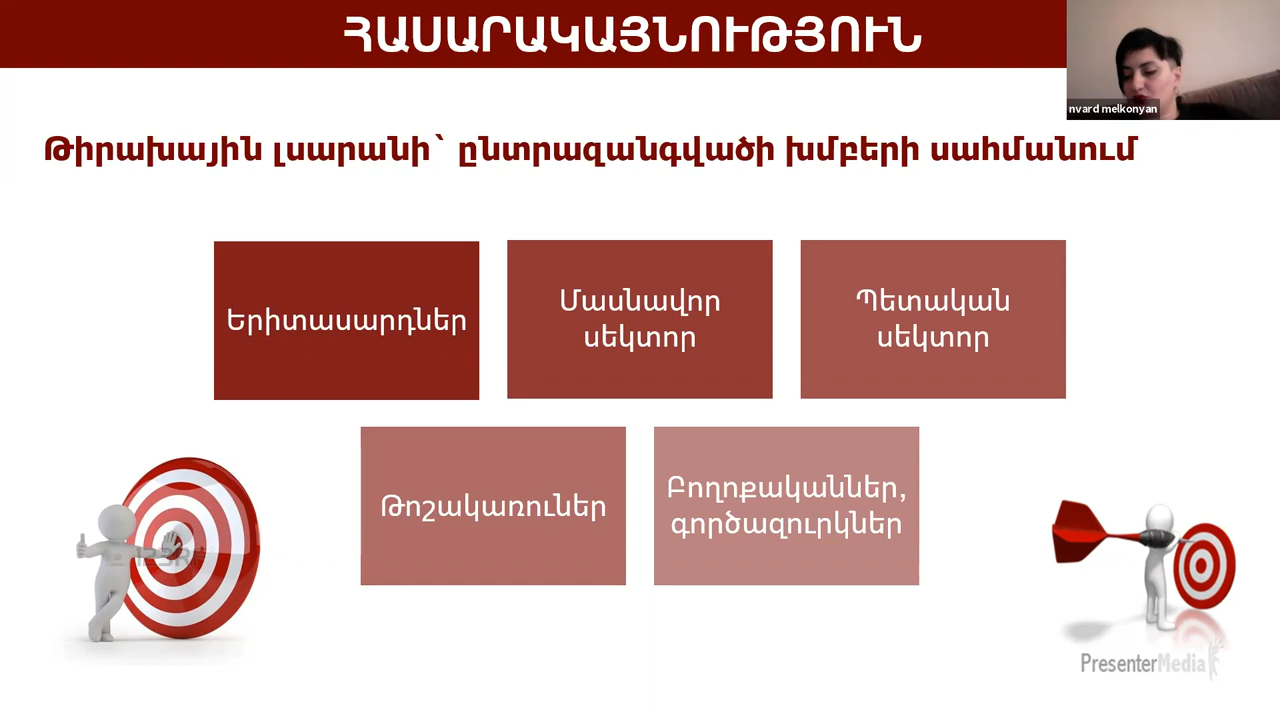 ՀԱՍԱՐԱԿԱՅՆՈՒԹՅՈՒՆ
nvard melkonyan
Թիրախային լսարանի` ընտրազանգվածի խմբերի սահմանում
Երիտասարդներ
Մասնավոր
սեկտոր
Պետական
սեկտոր
Թոշակառուներ
Բողոքականներ,
գործազուրկներ
PresenterMedia